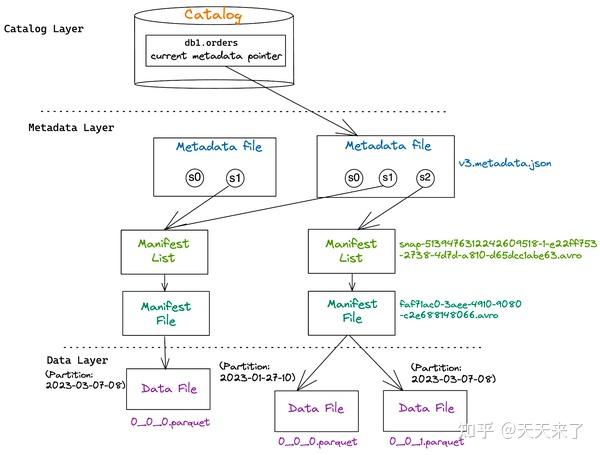 Catalog Layer
Catalog
db1.orders
current metadata pointer
Metadata Layer
Metadata file
s0
s1
Metadata file
s0
s1
s2
v3.metadata.json
Manifest
List
Manifest
List
snap-5139476312242609518-1-e22ff753
-2738-4d7d-a810-d65dcc1abe63.avro
Manifest
File
Manifest
File
faf71ac0-3aee-4910-9080
-c2e688148066.avro
Data Layer
(Partition:
2023-03-07-08)
Data File
0_0_0.parquet
(Partition:
2023-01-27-10)
Data File
0_0_0.parquet
(Partition:
2023-03-07-08)
Data File
0_0_1.parquet
知乎 @天天来了